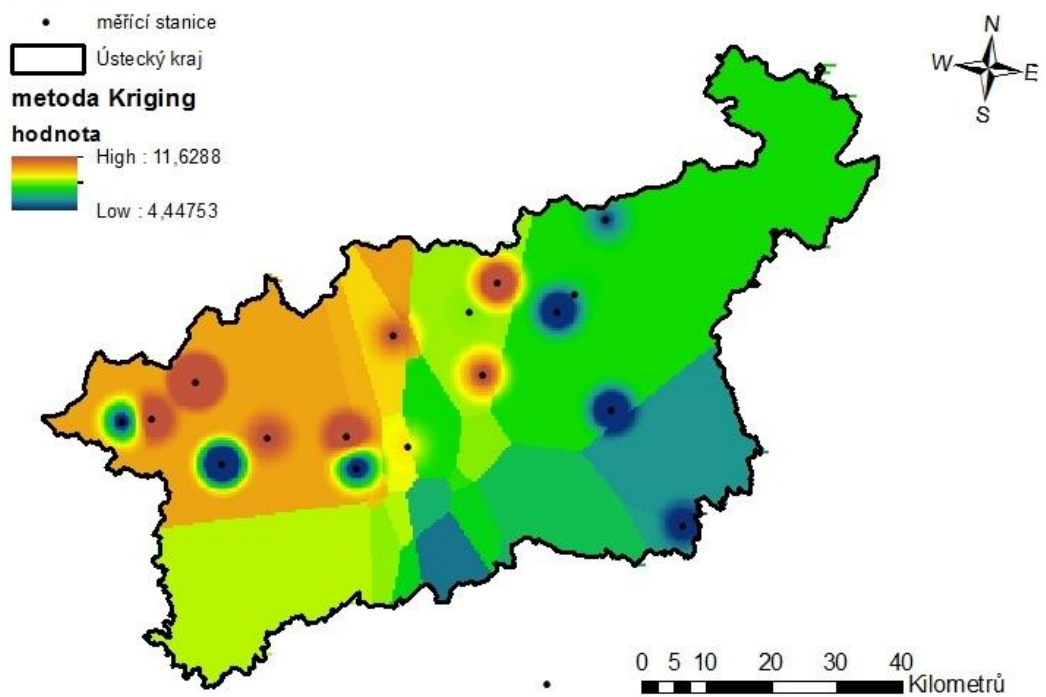 měřící stanice
Ústecký kraj
metoda Kriging
hodnota
High : 11,6288
Low : 4,44753
N
W E
S
0 5 10 20 30 40
Kilometrů